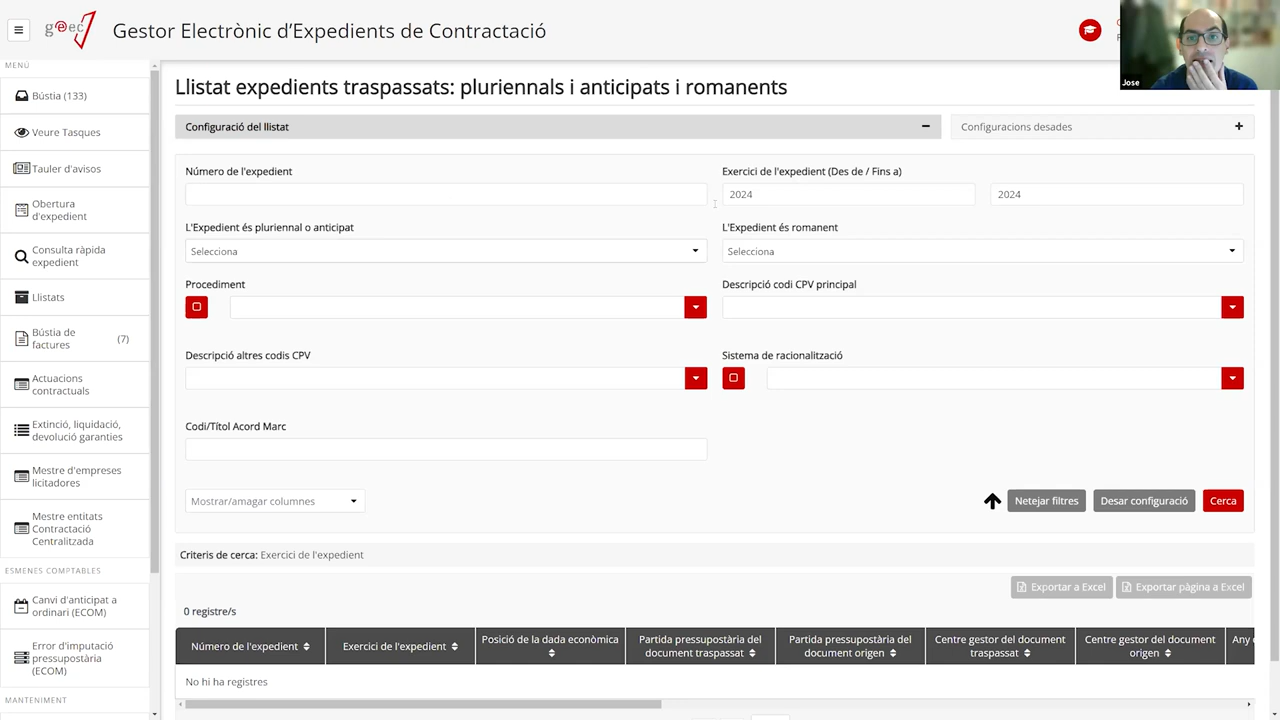 geec
Gestor Electrònic d'Expedients de Contractació
Jose
MENÚ
Bústia (133)
Veure Tasques
Tauler d'avisos
Obertura
d'expedient
Consulta ràpida
expedient
Llistats
Bústia de
factures
(7)
Actuacions
contractuals
Extinció, liquidació,
devolució garanties
Mestre d'empreses
licitadores
Mestre entitats
Contractació
Centralitzada
ESMENES COMPTABLES
Canvi d'anticipat a
ordinari (ECOM)
Error d'imputació
pressupostària
(ECOM)
MANTENIMENT
Llistat expedients traspassats: pluriennals i anticipats i romanents
Configuració del llistat
Configuracions desades
Número de l'expedient
Exercici de l'expedient (Des de / Fins a)
2024
2024
L'Expedient és pluriennal o anticipat
L'Expedient és romanent
Selecciona
Selecciona
Procediment
Descripció codi CPV principal
Descripció altres codis CPV
Sistema de racionalització
Codi/Títol Acord Marc
Mostrar/amagar columnes
Netejar filtres
Desar configuració
Cerca
Criteris de cerca: Exercici de l'expedient
Exportar a Excel
Exportar pàgina a Excel
0 registre/s
Número de l'expedient
Exercici de l'expedient
Posició de la dada econòmica
Partida pressupostària del
document traspassat
Partida pressupostària del
document origen
Centre gestor del document
traspassat
Centre gestor del document
origen
Any
No hi ha registres